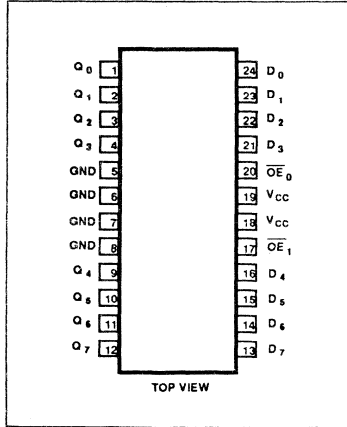 Q0 1 24 D0
Q1 2 23 D1
Q2 3 22 D2
Q3 4 21 D3
GND 5 20 OE0
GND 6 19 VCC
GND 7 18 VCC
GND 8 17 OE1
Q4 9 16 D4
Q5 10 15 D5
Q6 11 14 D6
Q7 12 13 D7
TOP VIEW